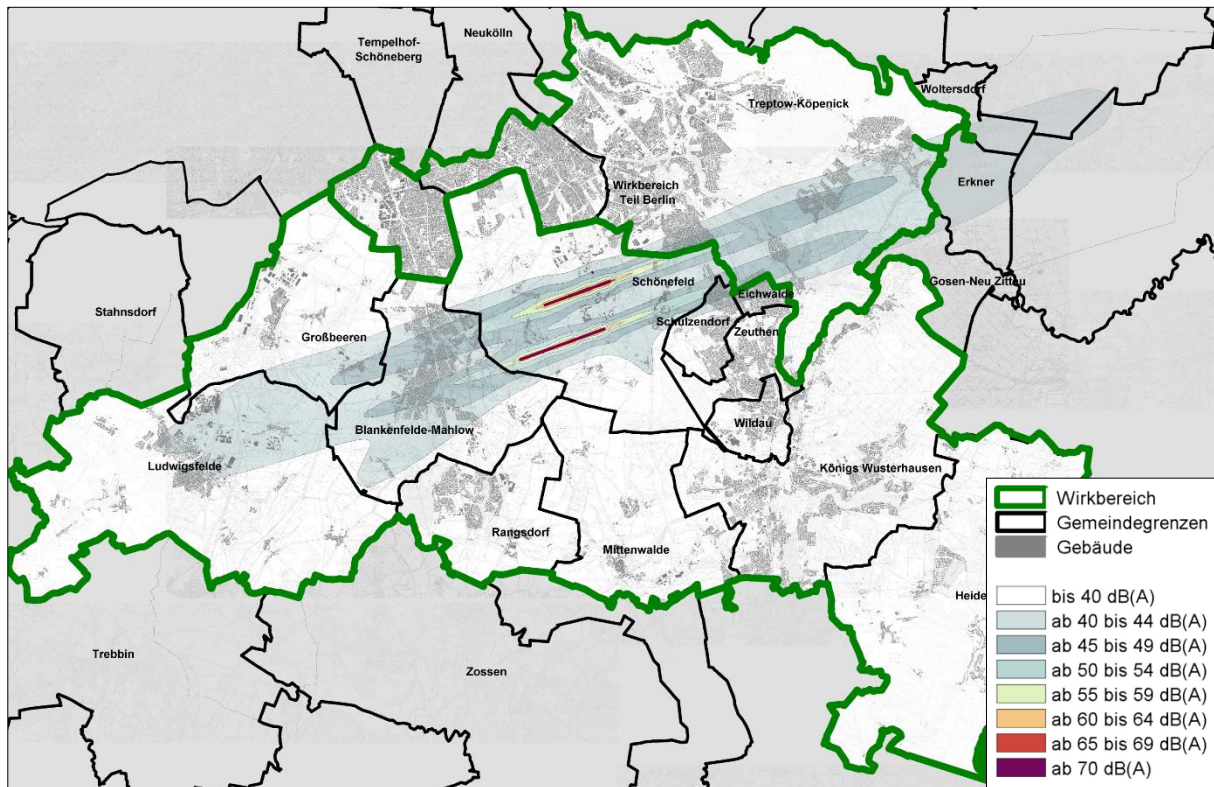 Neukölln
Tempelhof-
Schöneberg
Woltersdorf
Treptow-Köpenick
Erkner
Wirkbereich
Teil Berlin
Gosen-Neu Zittau
Schönefeld
Eichwalde
Stahnsdorf
Schulzendorf
Zeuthen
Großbeeren
Wildau
Blankenfelde-Mahlow
Ludwigsfelde
Königs Wusterhausen
Rangsdorf
Mittenwalde
Heide
Trebbin
Zossen
Wirkbereich
Gemeindegrenzen
Gebäude
bis 40 dB(A)
ab 40 bis 44 dB(A)
ab 45 bis 49 dB(A)
ab 50 bis 54 dB(A)
ab 55 bis 59 dB(A)
ab 60 bis 64 dB(A)
ab 65 bis 69 dB(A)
ab 70 dB(A)